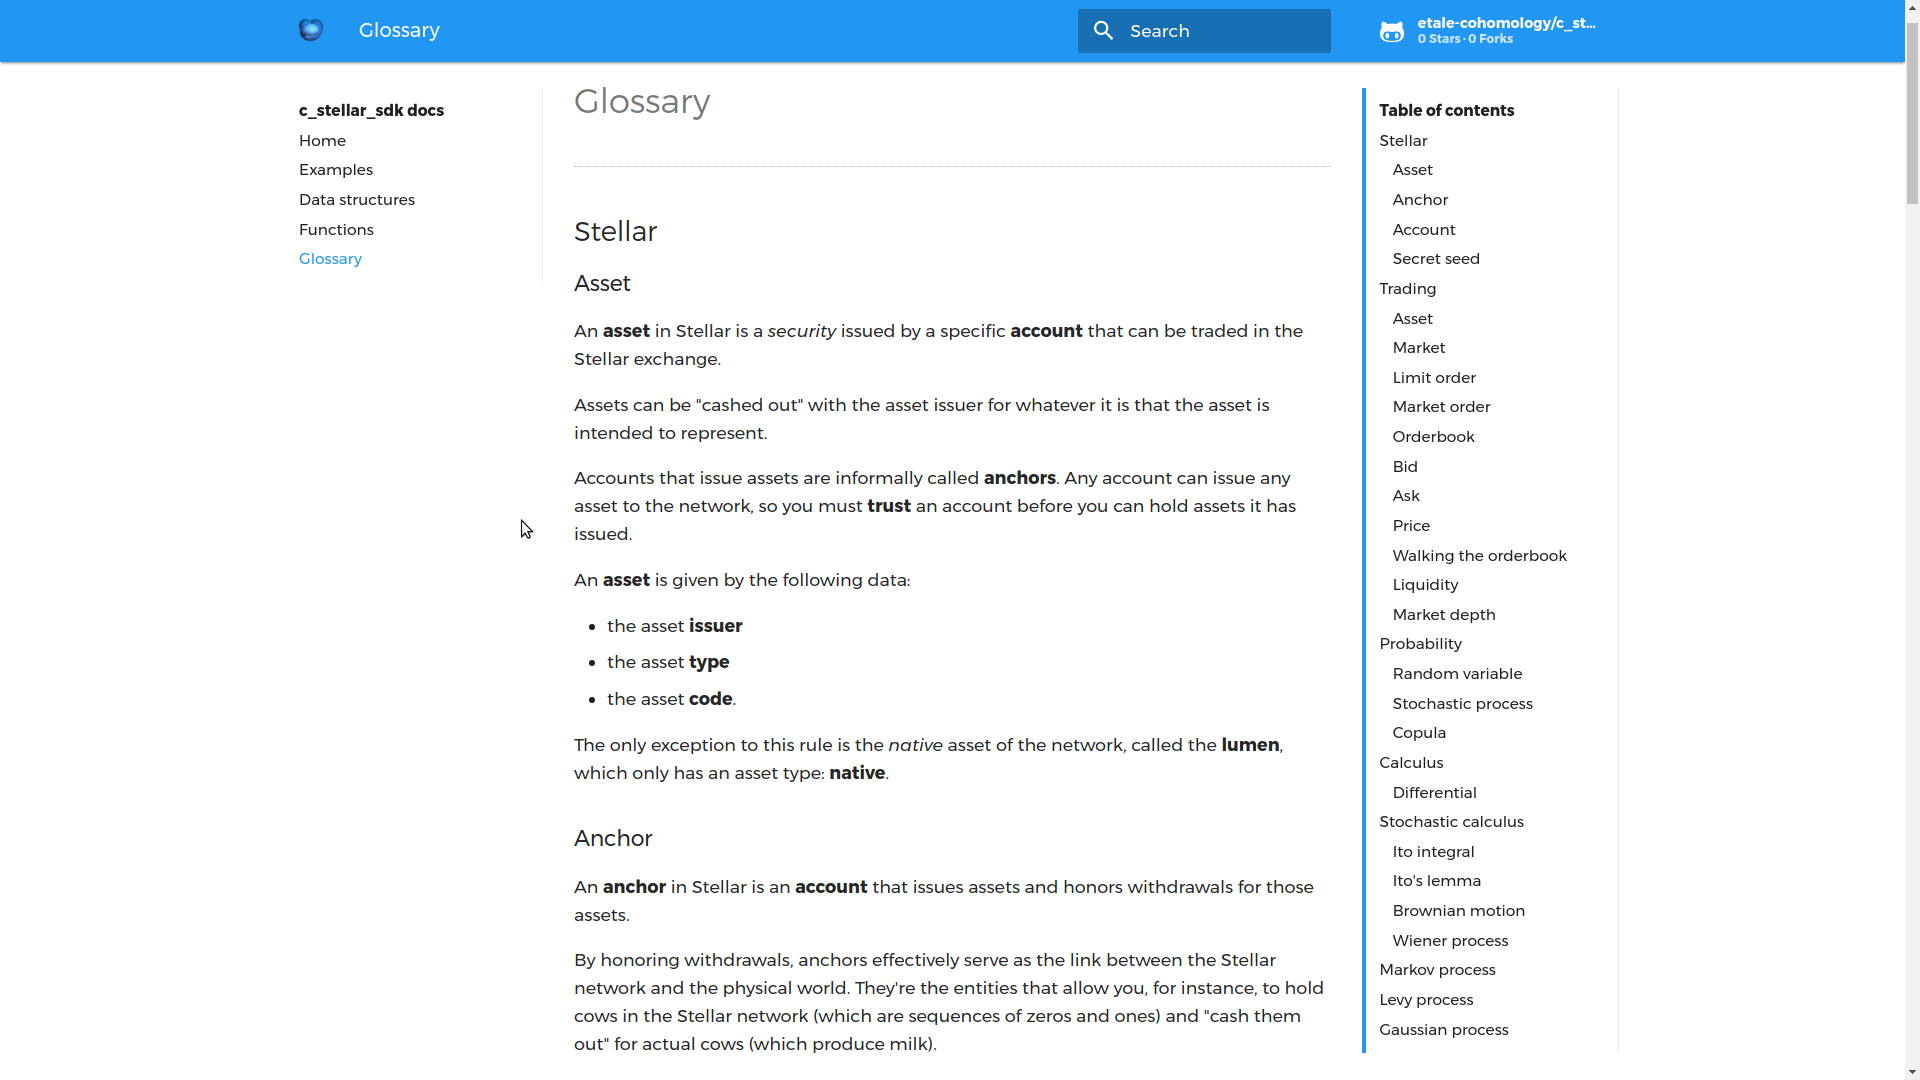 Glossary
Search
etale-cohomology/c_st...
0 Stars · 0 Forks
c_stellar_sdk docs
Home
Examples
Data structures
Functions
Glossary
Glossary
Stellar
Asset
An asset in Stellar is a security issued by a specific account that can be traded in the
Stellar exchange.
Assets can be "cashed out" with the asset issuer for whatever it is that the asset is
intended to represent.
Accounts that issue assets are informally called anchors. Any account can issue any
asset to the network, so you must trust an account before you can hold assets it has
issued.
An asset is given by the following data:
• the asset issuer
• the asset type
• the asset code.
The only exception to this rule is the native asset of the network, called the lumen,
which only has an asset type: native.
Anchor
An anchor in Stellar is an account that issues assets and honors withdrawals for those
assets.
By honoring withdrawals, anchors effectively serve as the link between the Stellar
network and the physical world. They're the entities that allow you, for instance, to hold
cows in the Stellar network (which are sequences of zeros and ones) and "cash them
out" for actual cows (which produce milk).
Table of contents
Stellar
Asset
Anchor
Account
Secret seed
Trading
Asset
Market
Limit order
Market order
Orderbook
Bid
Ask
Price
Walking the orderbook
Liquidity
Market depth
Probability
Random variable
Stochastic process
Copula
Calculus
Differential
Stochastic calculus
Ito integral
Ito's lemma
Brownian motion
Wiener process
Markov process
Levy process
Gaussian process